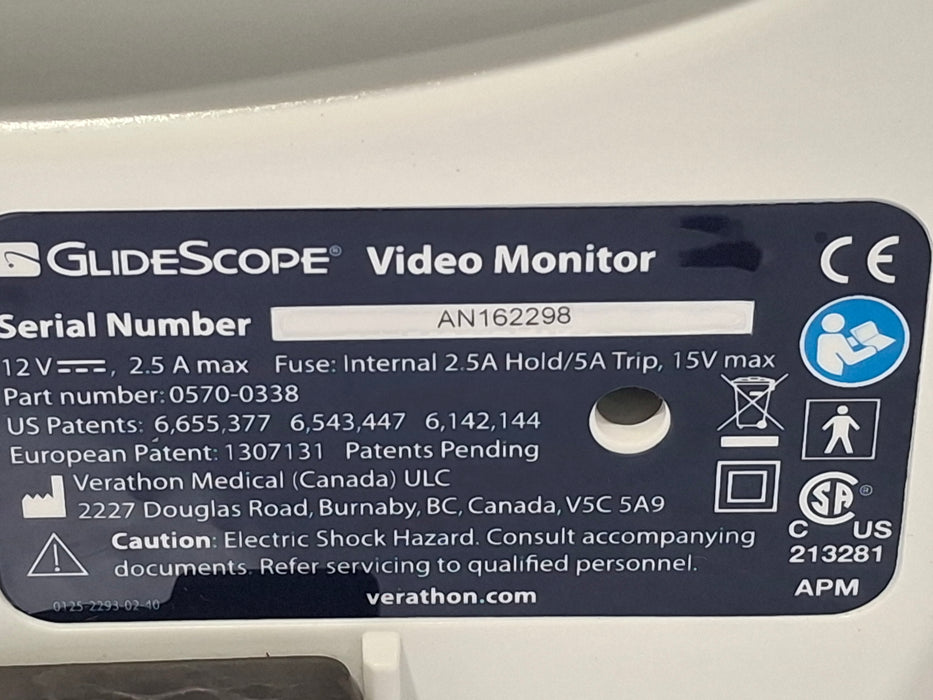 GLIDESCOPE® Video Monitor
CE
Serial Number AN162298
12 V⎓, 2.5 A max Fuse: Internal 2.5A Hold/5A Trip, 15V max
Part number: 0570-0338
US Patents: 6,655,377 6,543,447 6,142,144
European Patent: 1307131 Patents Pending
Verathon Medical (Canada) ULC
2227 Douglas Road, Burnaby, BC, Canada, V5C 5A9
Caution: Electric Shock Hazard. Consult accompanying
documents. Refer servicing to qualified personnel.
verathon.com
0125-2293-02-40
SA®
C US
213281
APM